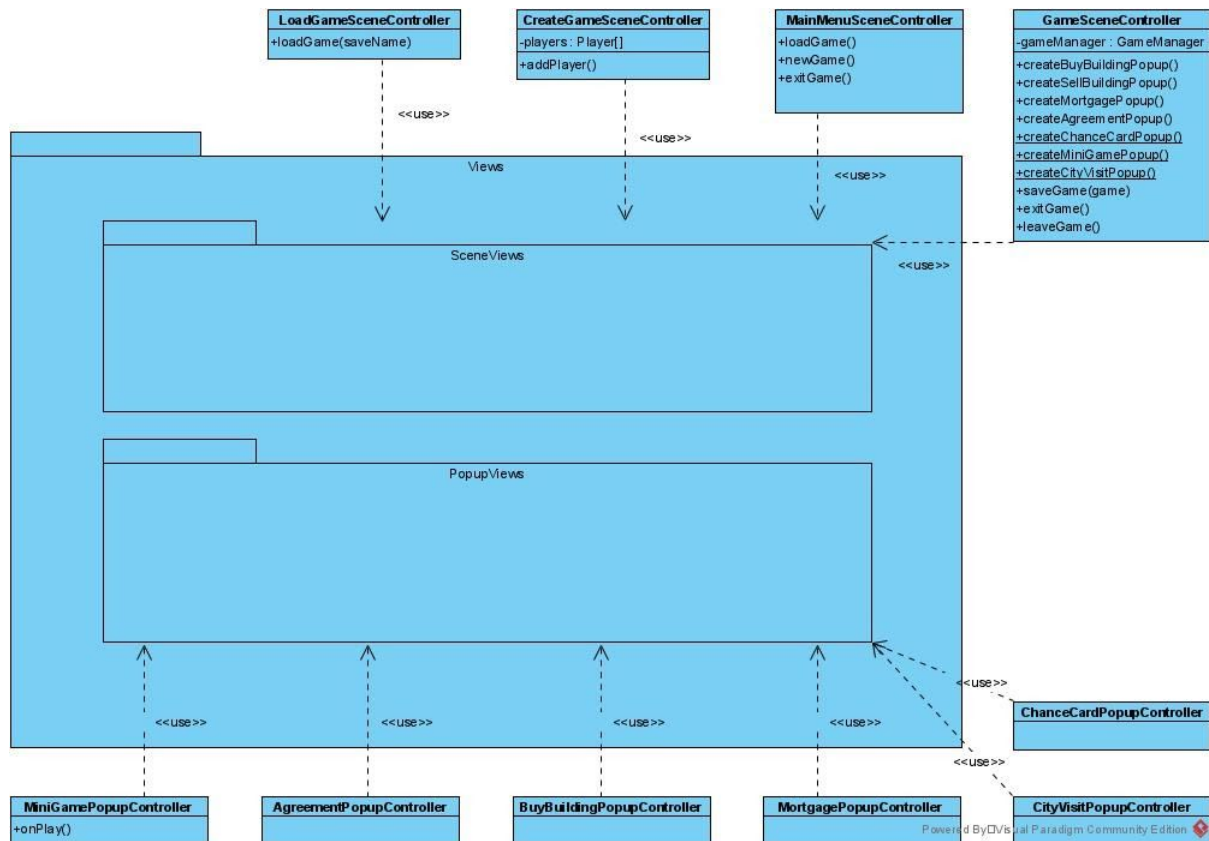 LoadGameSceneController
+loadGame(saveName)
CreateGameSceneController
-players : Player[]
+addPlayer()
MainMenuSceneController
+loadGame()
+newGame()
+exitGame()
GameSceneController
-gameManager : GameManager
+createBuyBuildingPopup()
+createSellBuildingPopup()
+createMortgagePopup()
+createAgreementPopup()
+createChanceCardPopup()
+createMiniGamePopup()
+createCityVisitPopup()
+saveGame(game)
+exitGame()
+leaveGame()
<<use>>
<<use>>
<<use>>
<<use>>
Views
SceneViews
PopupViews
<<use>>
<<use>>
<<use>>
<<use>>
<<use>>
<<use>>
ChanceCardPopupController
MiniGamePopupController
+onPlay()
AgreementPopupController
BuyBuildingPopupController
MortgagePopupController
CityVisitPopupController
Powered By Visual Paradigm Community Edition